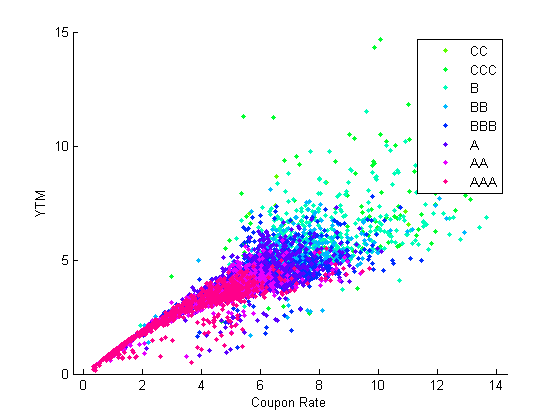 15
10
5
0
YTM
0 2 4 6 8 10 12 14
Coupon Rate
CC
CCC
B
BB
BBB
A
AA
AAA